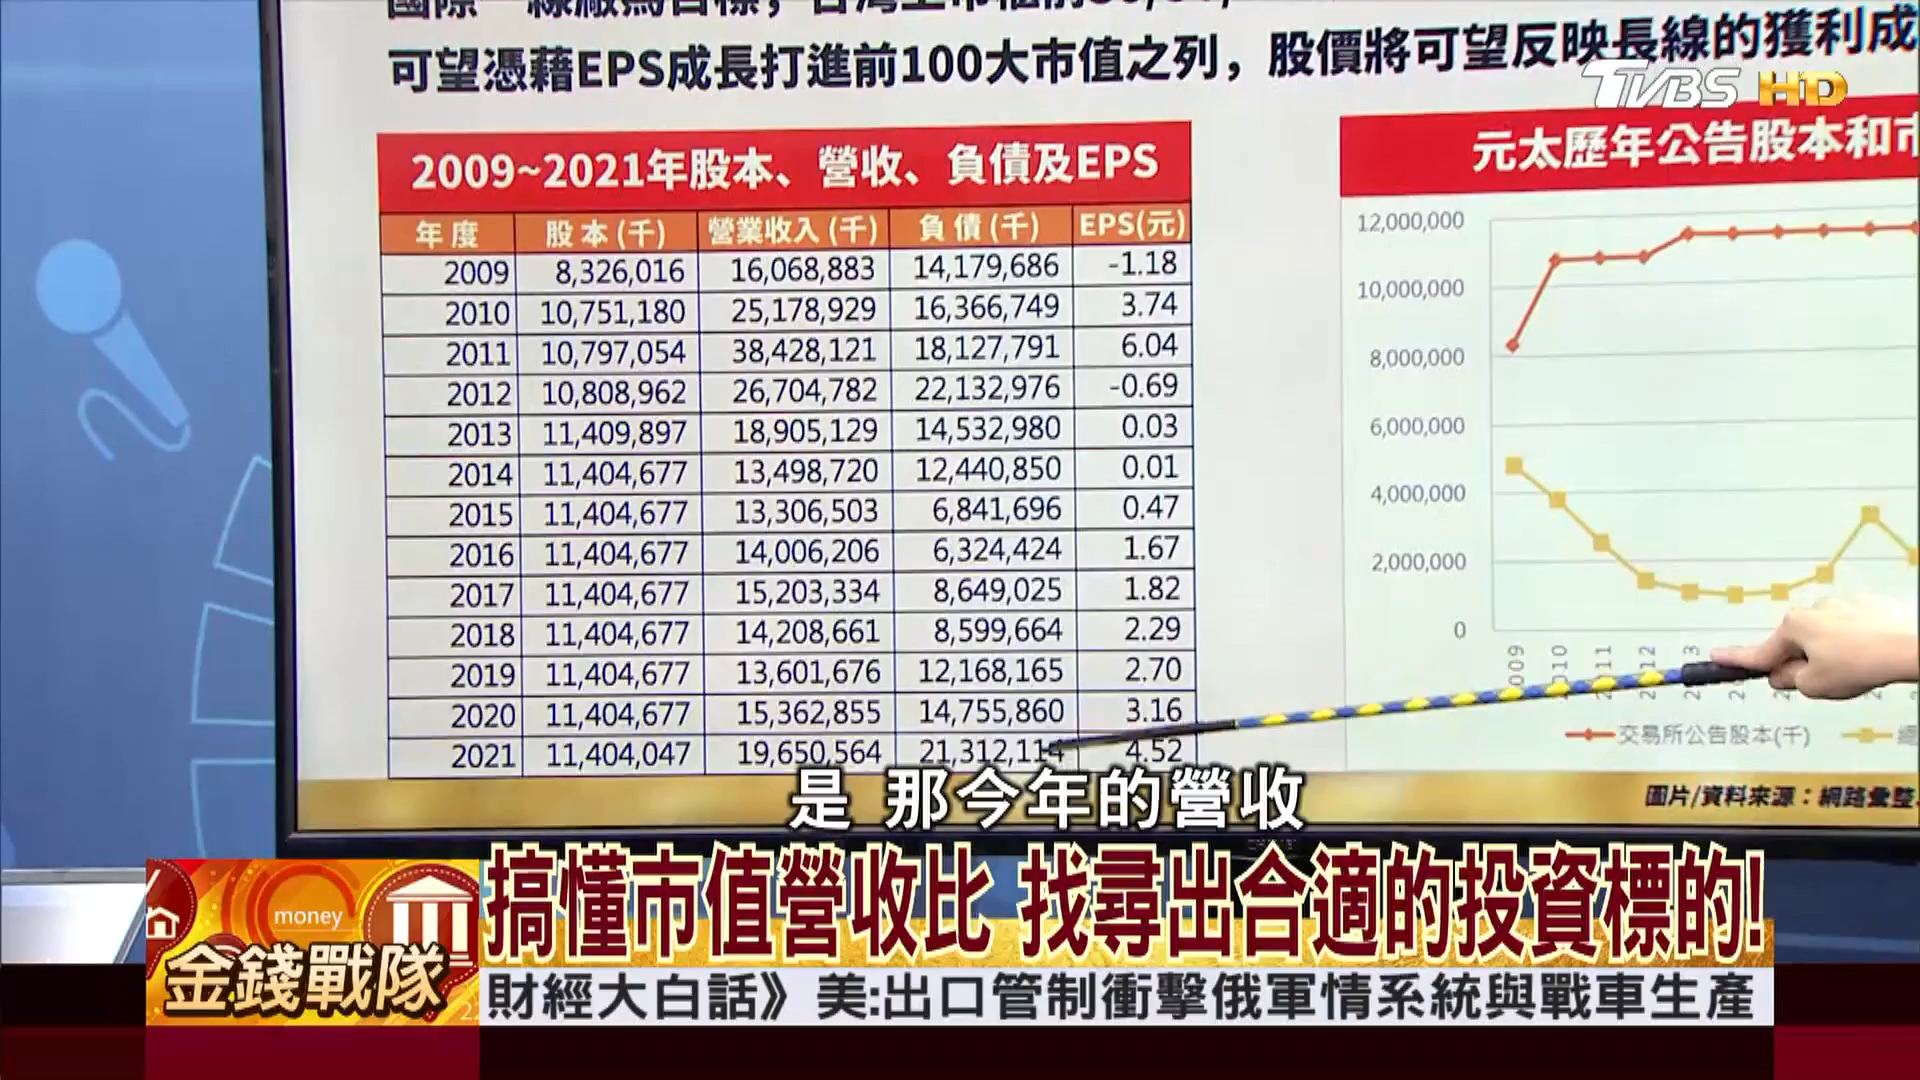 可望憑藉EPS成長打進前100大市值之列，股價將可望反映長線的獲利成
TVBS HD
2009~2021年股本、營收、負債及EPS
年度 股本(千) 營業收入(千) 負債(千) EPS(元)
2009 8,326,016 16,068,883 14,179,686 -1.18
2010 10,751,180 25,178,929 16,366,749 3.74
2011 10,797,054 38,428,121 18,127,791 6.04
2012 10,808,962 26,704,782 22,132,976 -0.69
2013 11,409,897 18,905,129 14,532,980 0.03
2014 11,404,677 13,498,720 12,440,850 0.01
2015 11,404,677 13,306,503 6,841,696 0.47
2016 11,404,677 14,006,206 6,324,424 1.67
2017 11,404,677 15,203,334 8,649,025 1.82
2018 11,404,677 14,208,661 8,599,664 2.29
2019 11,404,677 13,601,676 12,168,165 2.70
2020 11,404,677 15,362,855 14,755,860 3.16
2021 11,404,047 19,650,564 21,312,114 4.52
元太歷年公告股本和市
12,000,000
10,000,000
8,000,000
6,000,000
4,000,000
2,000,000
0
2009 2010 2011 2012 2013
交易所公告股本(千)
圖片/資料來源：網路彙整
是 那今年的營收
money
金錢戰隊
搞懂市值營收比 找尋出合適的投資標的!
財經大白話》美:出口管制衝擊俄軍情系統與戰車生產